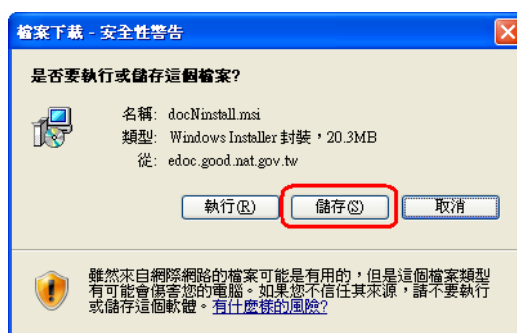 檔案下載 - 安全性警告
是否要執行或儲存這個檔案?
名稱: docNinstall.msi
類型: Windows Installer 封裝，20.3MB
從: edoc.good.nat.gov.tw
執行(R) 儲存(S) 取消
雖然來自網際網路的檔案可能是有用的，但是這個檔案類型
有可能會傷害您的電腦。如果您不信任其來源，請不要執行
或儲存這個軟體。有什麼樣的風險?